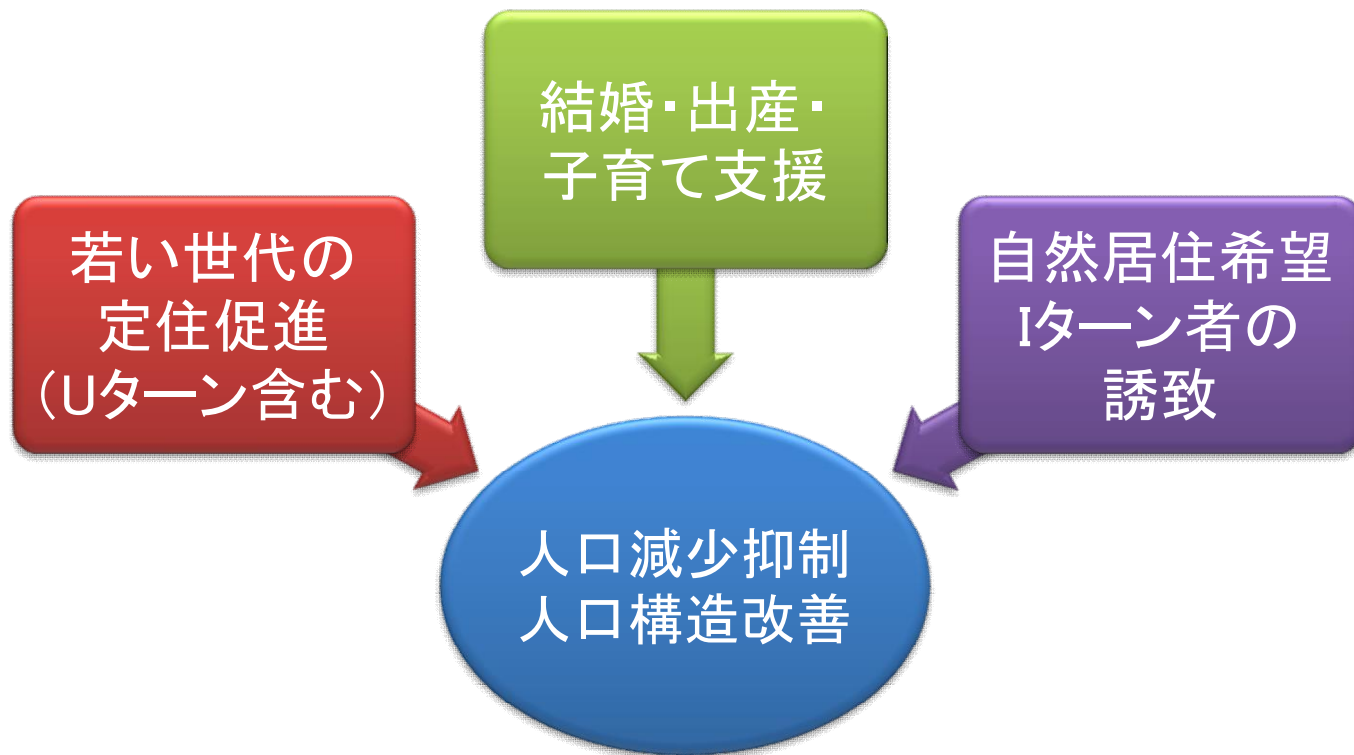 結婚・出産・
子育て支援
若い世代の
定住促進
（Uターン含む）
自然居住希望
Iターン者の
誘致
人口減少抑制
人口構造改善